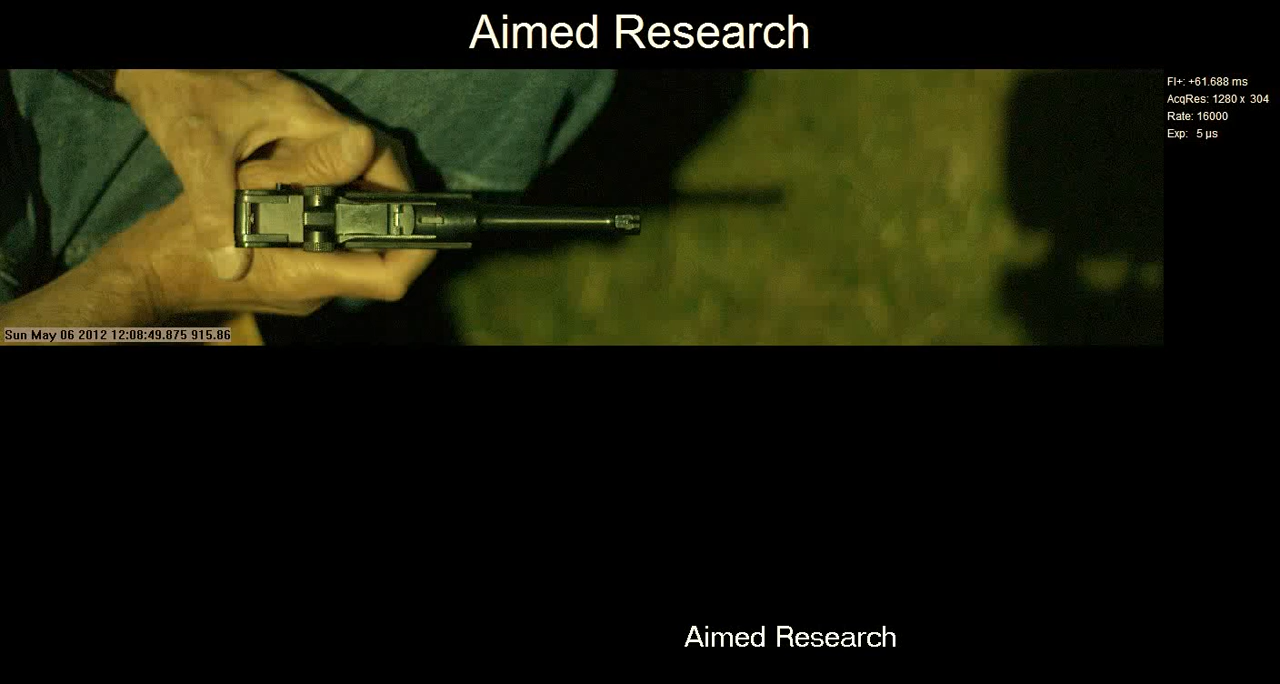 Aimed Research
FI+: +61.688 ms
AcqRes: 1280 x 304
Rate: 16000
Exp: 5 µs
Sun May 06 2012 12:08:49.875 915.86
Aimed Research